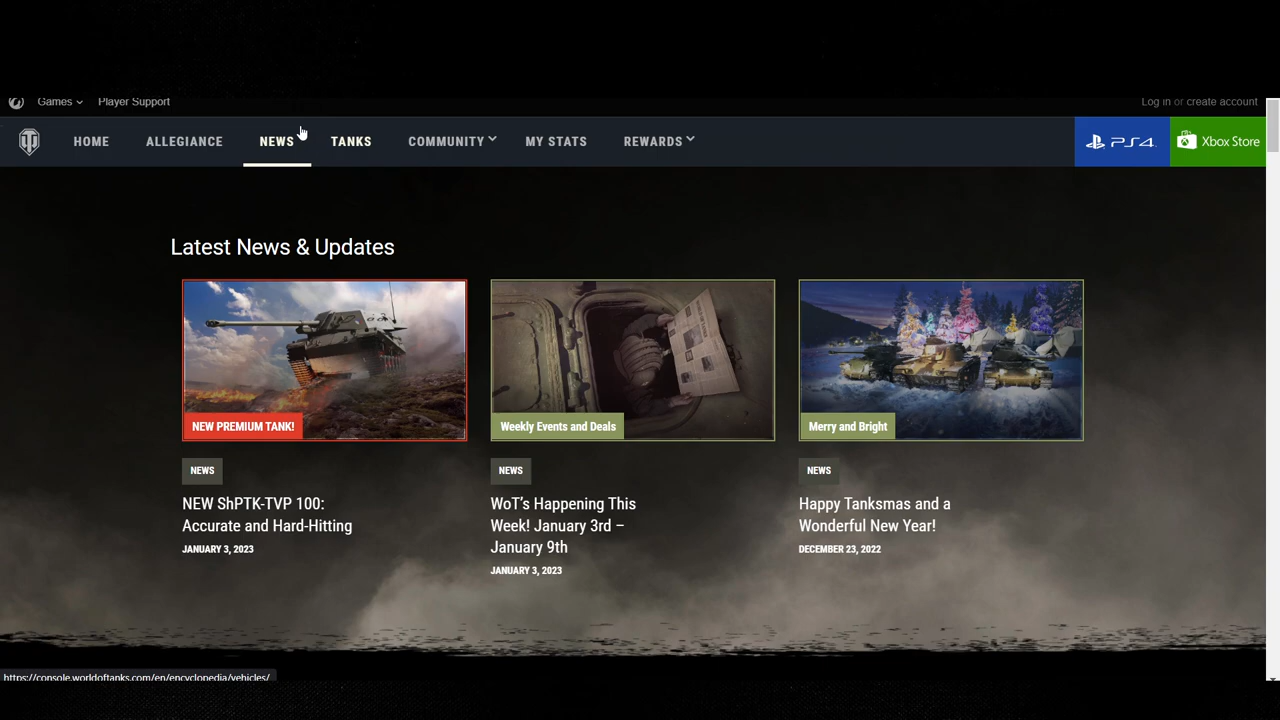 Games Player Support Log in or create account
HOME ALLEGIANCE NEWS TANKS COMMUNITY MY STATS REWARDS PS4 Xbox Store
Latest News & Updates
NEW PREMIUM TANK!
Weekly Events and Deals
Merry and Bright
NEWS
NEW ShPTK-TVP 100:
Accurate and Hard-Hitting
JANUARY 3, 2023
NEWS
WoT's Happening This
Week! January 3rd –
January 9th
JANUARY 3, 2023
NEWS
Happy Tanksmas and a
Wonderful New Year!
DECEMBER 23, 2022
https://console.worldoftanks.com/en/encyclopedia/vehicles/